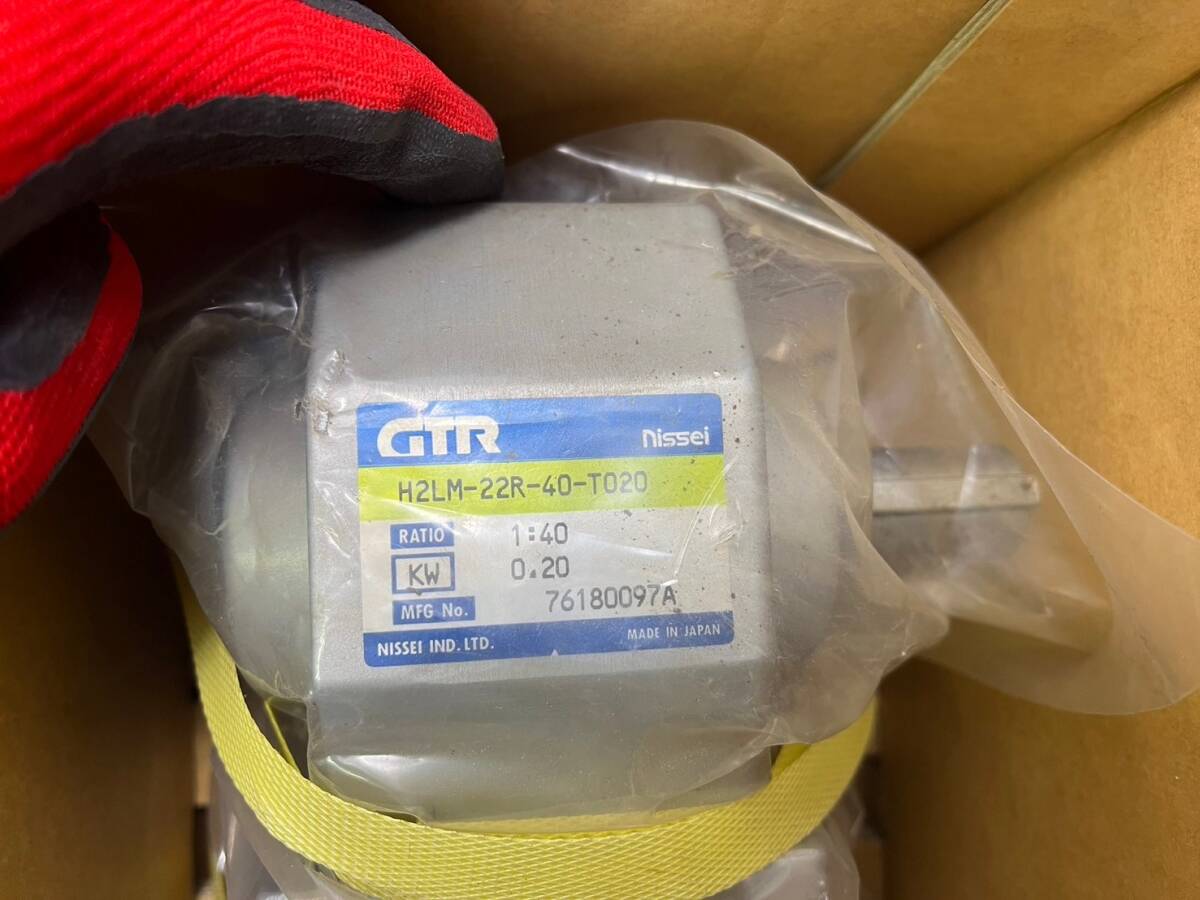 GTR nissei
H2LM-22R-40-T020
RATIO 1:40
KW 0.20
MFG No. 76180097A
NISSEI IND. LTD. MADE IN JAPAN